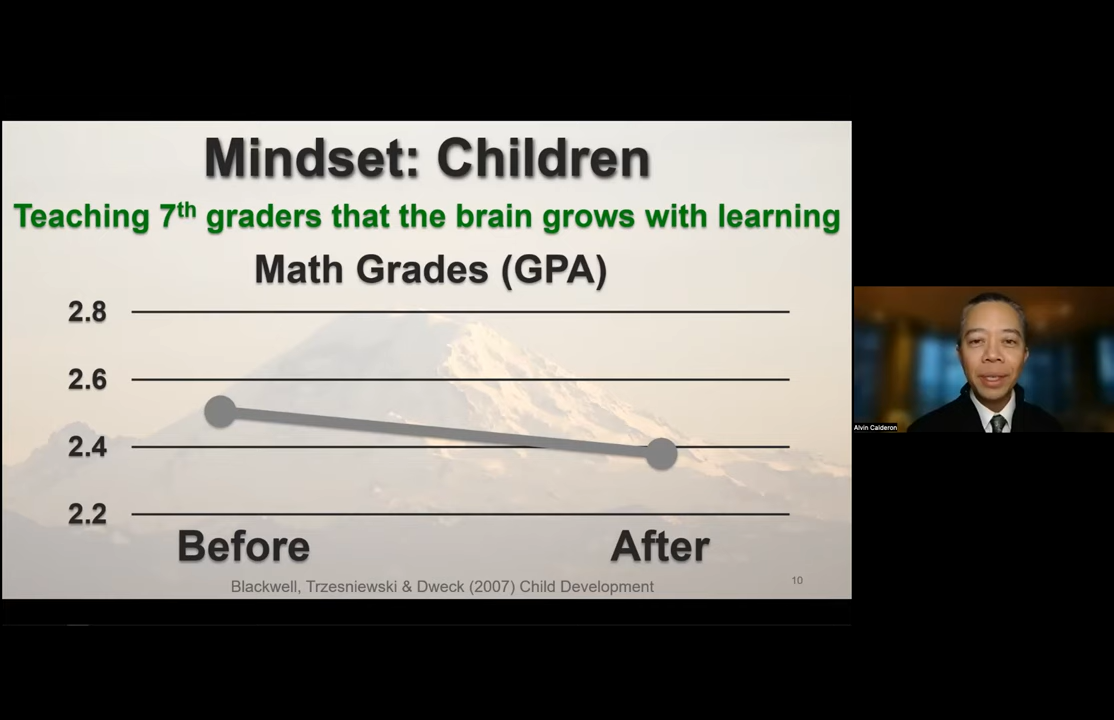 Mindset: Children
Teaching 7th graders that the brain grows with learning
Math Grades (GPA)
2.8
2.6
2.4
2.2
Before After
Blackwell, Trzesniewski & Dweck (2007) Child Development
10
Alvin Calderon